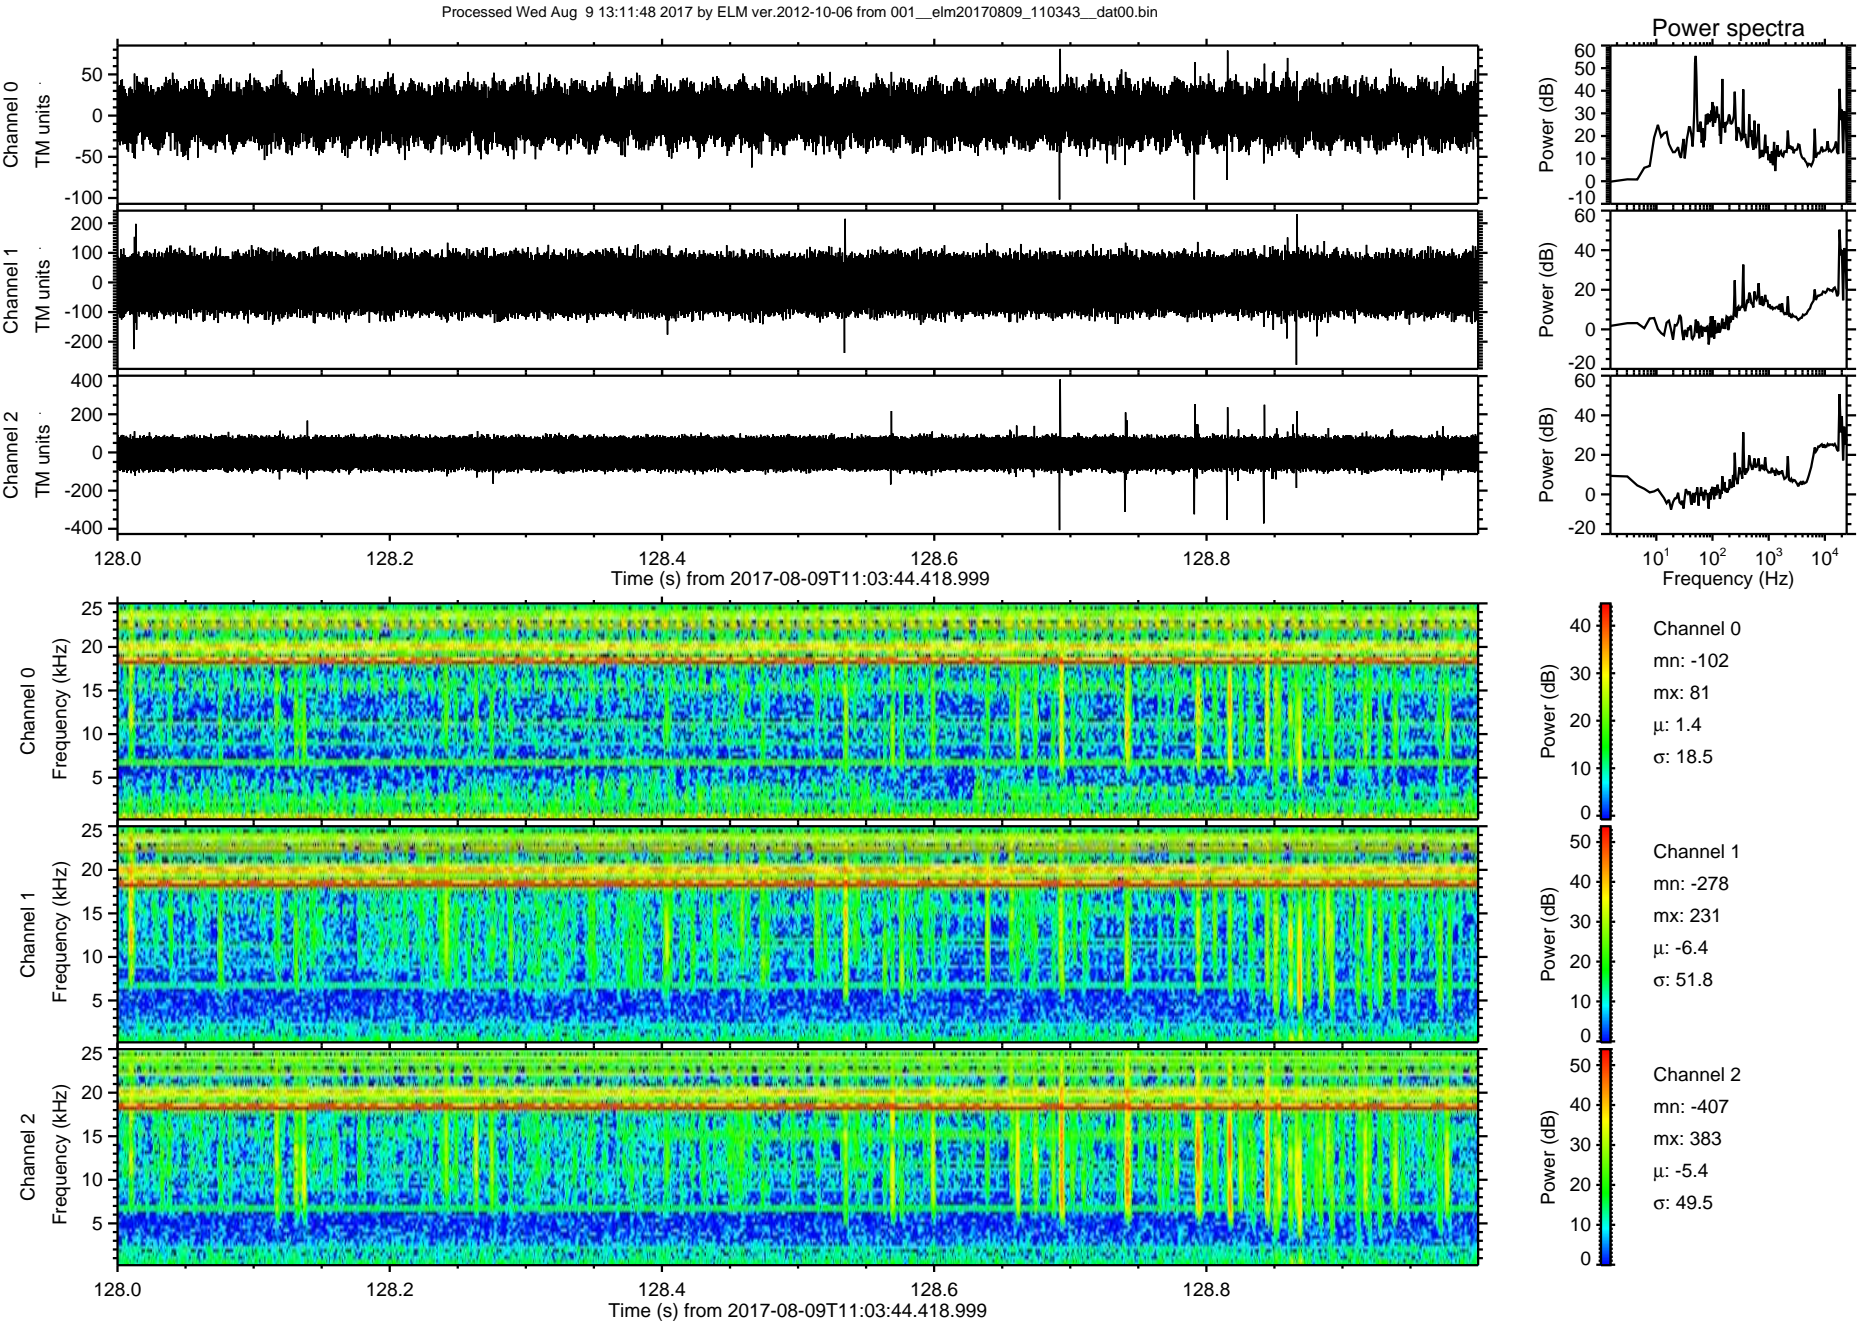 Processed Wed Aug  9 13:11:48 2017 by ELM ver.2012-10-06 from 001__elm20170809_110343__dat00.bin
Power spectra
Channel 0
TM units
50
0
-50
-100
Power (dB)
60
50
40
30
20
10
0
-10
Channel 1
TM units
200
100
0
-100
-200
Power (dB)
60
40
20
0
-20
Channel 2
TM units
400
200
0
-200
-400
Power (dB)
60
40
20
0
-20
128.0 128.2 128.4 128.6 128.8
Time (s) from 2017-08-09T11:03:44.418.999
10¹ 10² 10³ 10⁴
Frequency (Hz)
Channel 0
Frequency (kHz)
25
20
15
10
5
Power (dB)
40
30
20
10
0
Channel 0
mn: -102
mx: 81
μ: 1.4
σ: 18.5
Channel 1
Frequency (kHz)
25
20
15
10
5
Power (dB)
50
40
30
20
10
0
Channel 1
mn: -278
mx: 231
μ: -6.4
σ: 51.8
Channel 2
Frequency (kHz)
25
20
15
10
5
Power (dB)
50
40
30
20
10
0
Channel 2
mn: -407
mx: 383
μ: -5.4
σ: 49.5
128.0 128.2 128.4 128.6 128.8
Time (s) from 2017-08-09T11:03:44.418.999